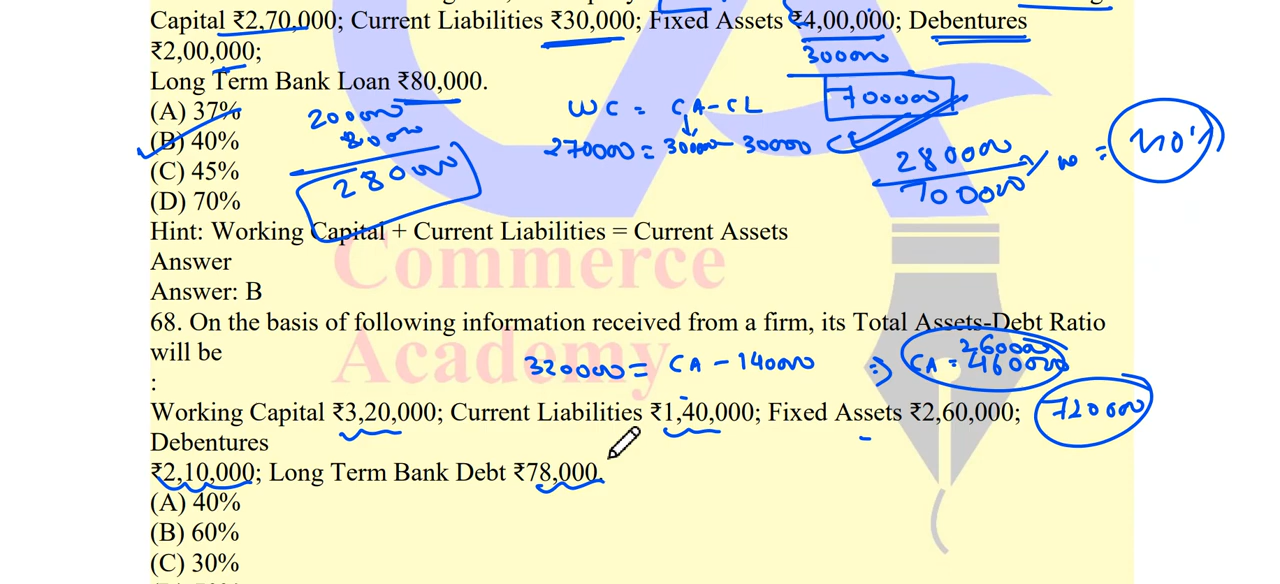 Capital ₹2,70,000; Current Liabilities ₹30,000; Fixed Assets ₹4,00,000; Debentures
₹2,00,000;
300000
Long Term Bank Loan ₹80,000.
700000
WC = CA-CL
(A) 37%
200000
80000
280000
(B) 40%
270000 = 300000 - 30000
280000
700000
40%
(C) 45%
(D) 70%
Hint: Working Capital + Current Liabilities = Current Assets
Commerce
Answer
Answer: B
68. On the basis of following information received from a firm, its Total Assets-Debt Ratio
will be
Academy
320000 = CA - 140000 ⇒ CA = 460000
260000
:
Working Capital ₹3,20,000; Current Liabilities ₹1,40,000; Fixed Assets ₹2,60,000;
720000
Debentures
₹2,10,000; Long Term Bank Debt ₹78,000.
(A) 40%
(B) 60%
(C) 30%